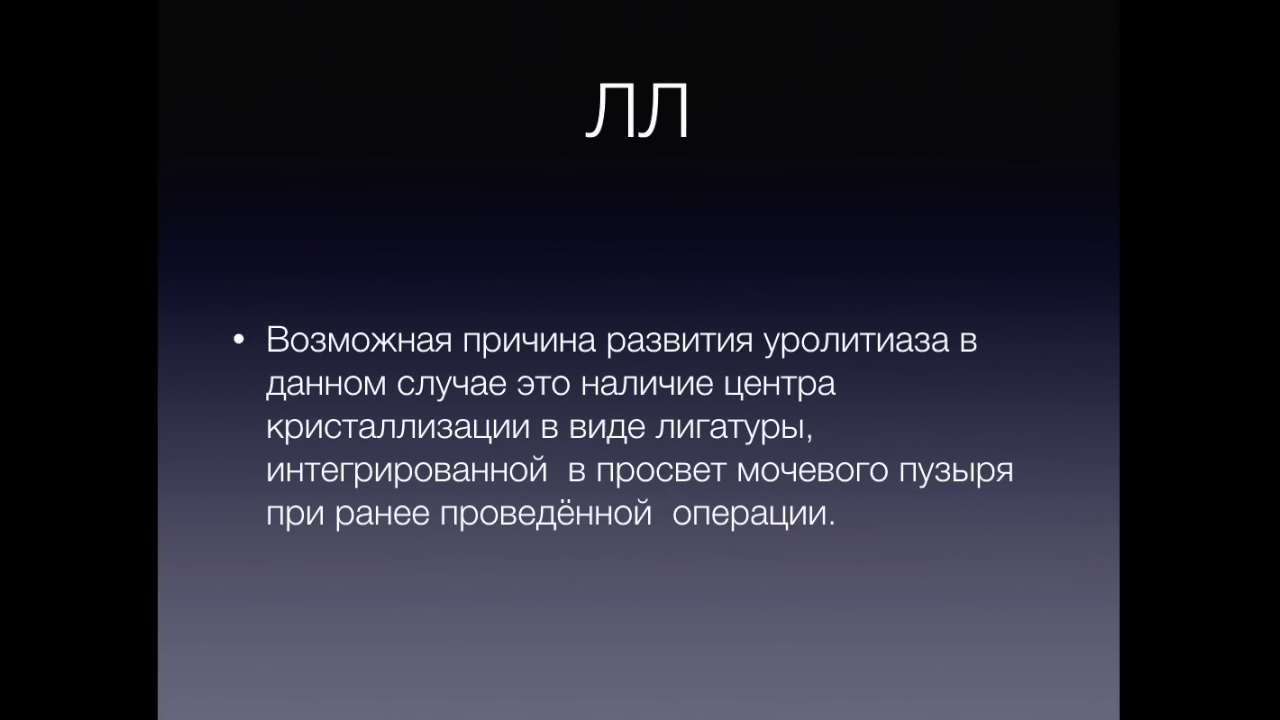 ЛЛ
• Возможная причина развития уролитиаза в
данном случае это наличие центра
кристаллизации в виде лигатуры,
интегрированной  в просвет мочевого пузыря
при ранее проведённой  операции.